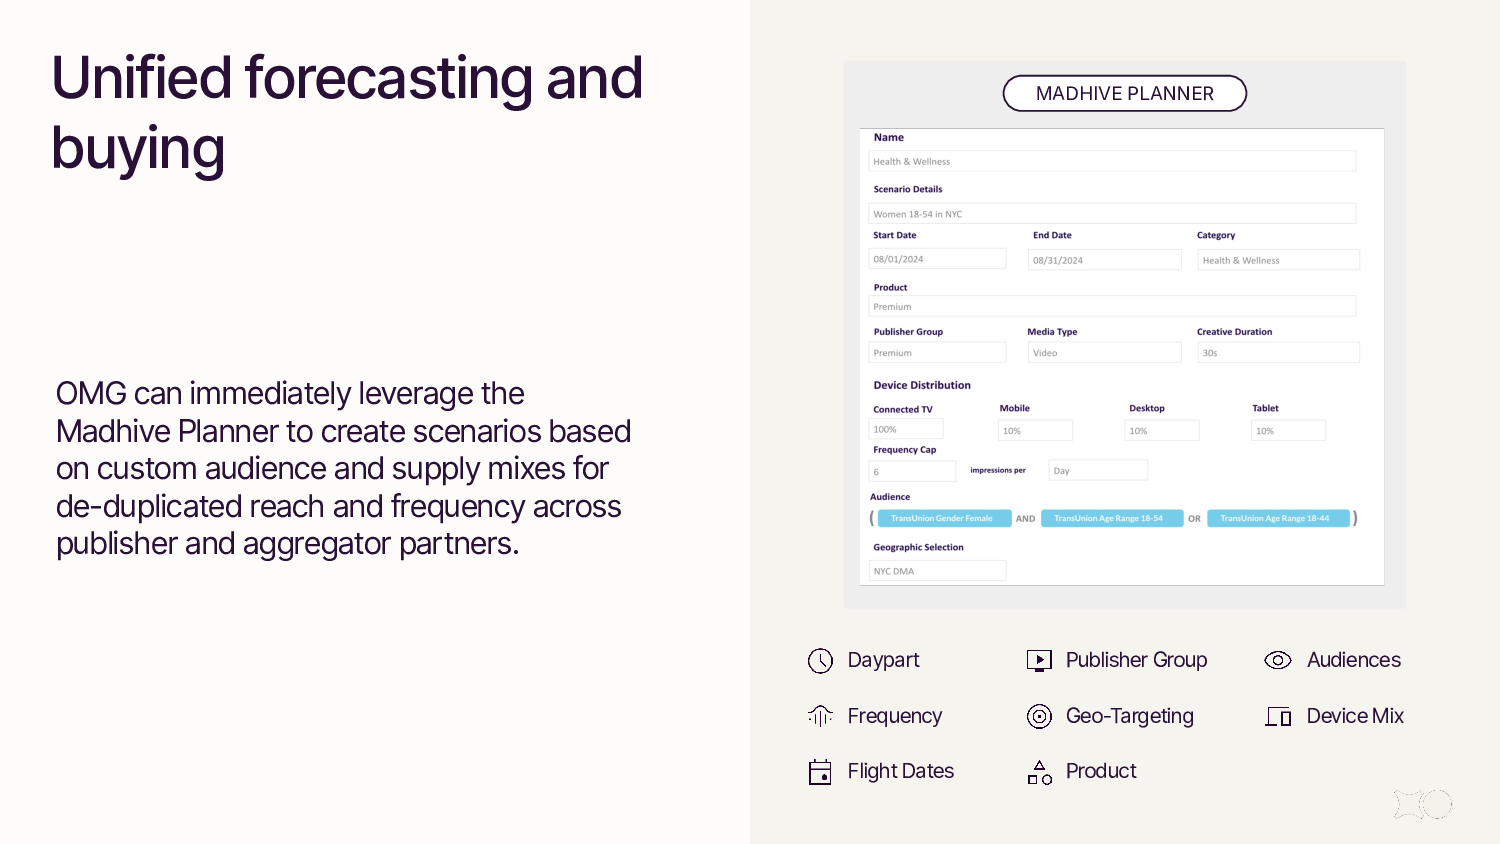 Unified forecasting and
buying
OMG can immediately leverage the
Madhive Planner to create scenarios based
on custom audience and supply mixes for
de-duplicated reach and frequency across
publisher and aggregator partners.
MADHIVE PLANNER
Name
Health & Wellness
Scenario Details
Women 18-54 in NYC
Start Date End Date Category
08/01/2024 08/31/2024 Health & Wellness
Product
Premium
Publisher Group Media Type Creative Duration
Premium Video 30s
Device Distribution
Connected TV Mobile Desktop Tablet
100% 10% 10% 10%
Frequency Cap
6 impressions per Day
Audience
( TransUnion Gender Female AND TransUnion Age Range 18-54 OR TransUnion Age Range 18-44 )
Geographic Selection
NYC DMA
Daypart Publisher Group Audiences
Frequency Geo-Targeting Device Mix
Flight Dates Product